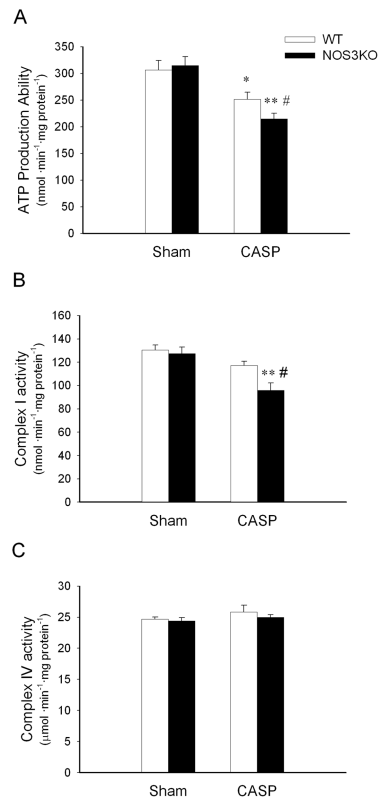 A
WT
NOS3KO
ATP Production Ability
(nmol ·min⁻¹·mg protein⁻¹)
350
300
250
200
150
100
50
0
*
** #
Sham CASP
B
Complex I activity
(nmol ·min⁻¹·mg protein⁻¹)
160
140
120
100
80
60
40
20
0
** #
Sham CASP
C
Complex IV activity
(μmol ·min⁻¹·mg protein⁻¹)
30
25
20
15
10
5
0
Sham CASP